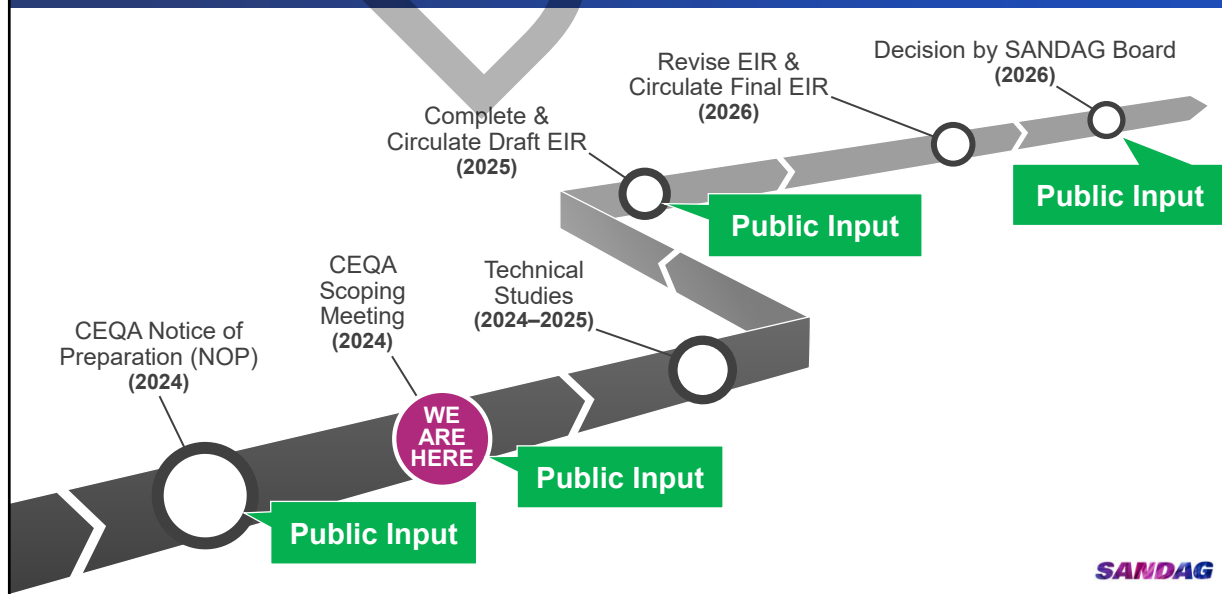 CEQA Notice of
Preparation (NOP)
(2024)
Public Input
CEQA
Scoping
Meeting
(2024)
WE
ARE
HERE
Public Input
Technical
Studies
(2024–2025)
Complete &
Circulate Draft EIR
(2025)
Public Input
Revise EIR &
Circulate Final EIR
(2026)
Decision by SANDAG Board
(2026)
Public Input
SANDAG